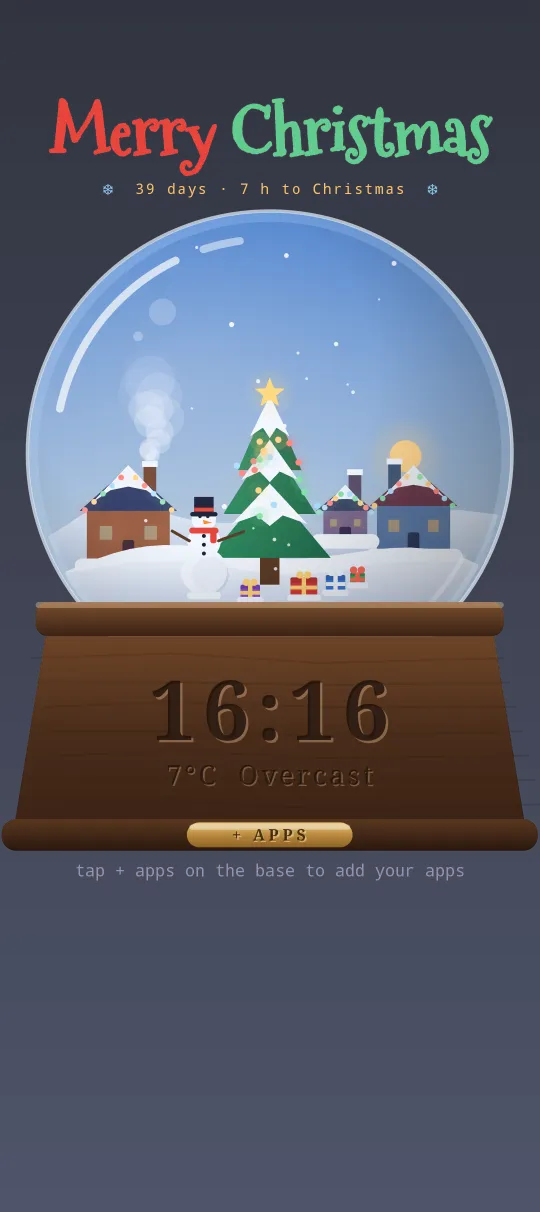 Merry Christmas
❄ 39 days · 7 h to Christmas ❄
16:16
7°C Overcast
+ APPS
tap + apps on the base to add your apps